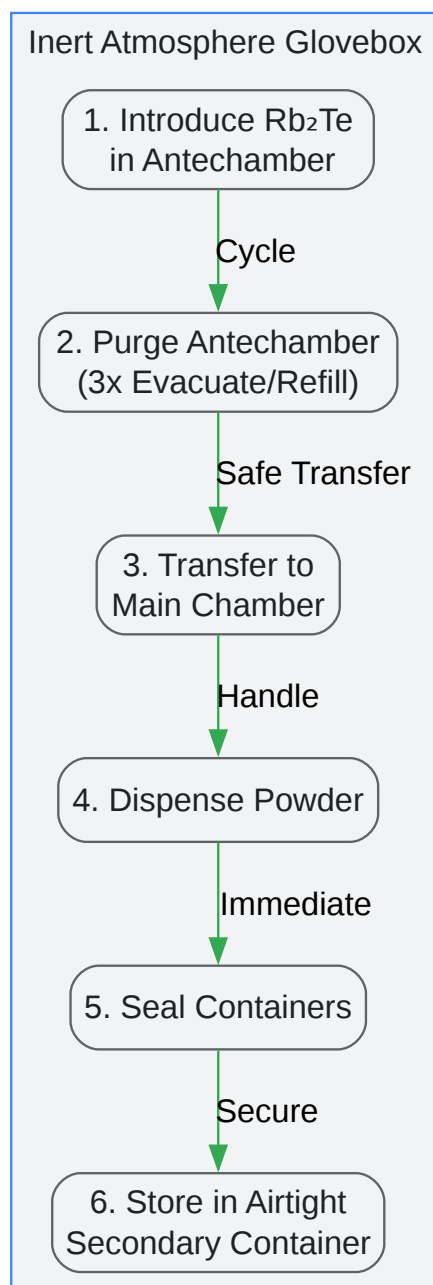 Inert Atmosphere Glovebox
1. Introduce Rb₂Te
in Antechamber
Cycle
2. Purge Antechamber
(3x Evacuate/Refill)
Safe Transfer
3. Transfer to
Main Chamber
Handle
4. Dispense Powder
Immediate
5. Seal Containers
Secure
6. Store in Airtight
Secondary Container